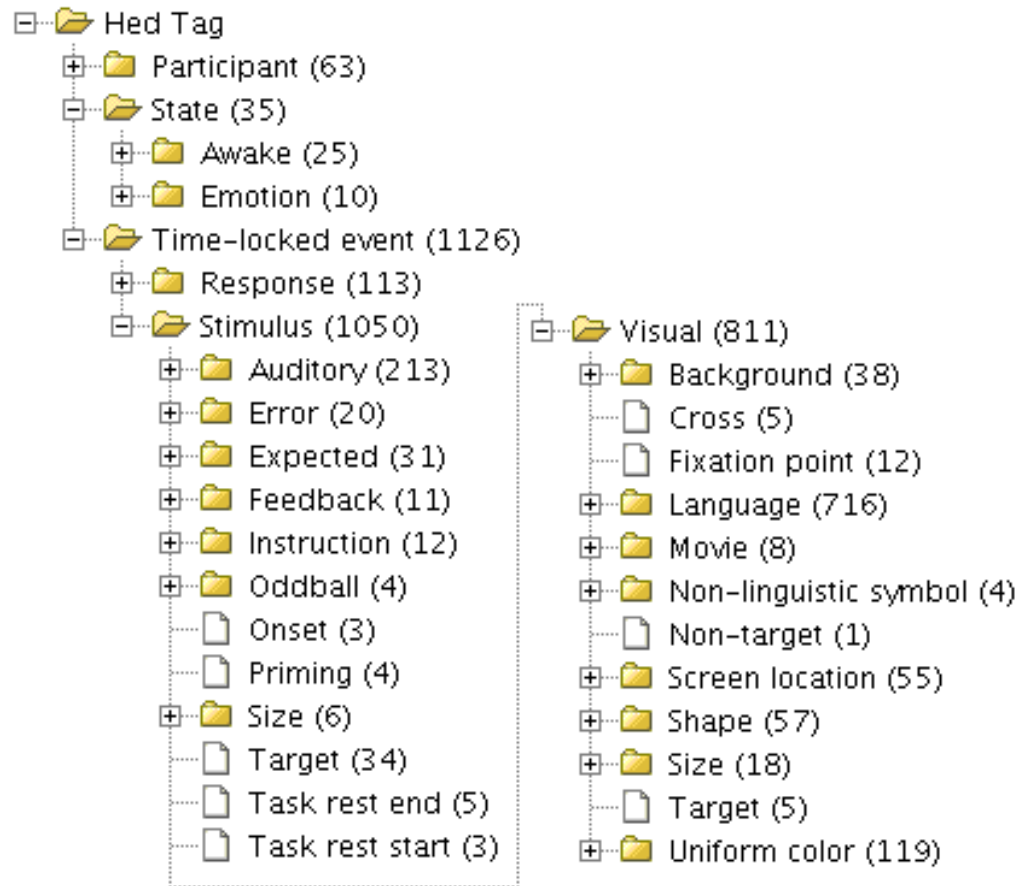 Hed Tag
Participant (63)
State (35)
Awake (25)
Emotion (10)
Time-locked event (1126)
Response (113)
Stimulus (1050)
Auditory (213)
Error (20)
Expected (31)
Feedback (11)
Instruction (12)
Oddball (4)
Onset (3)
Priming (4)
Size (6)
Target (34)
Task rest end (5)
Task rest start (3)
Visual (811)
Background (38)
Cross (5)
Fixation point (12)
Language (716)
Movie (8)
Non-linguistic symbol (4)
Non-target (1)
Screen location (55)
Shape (57)
Size (18)
Target (5)
Uniform color (119)